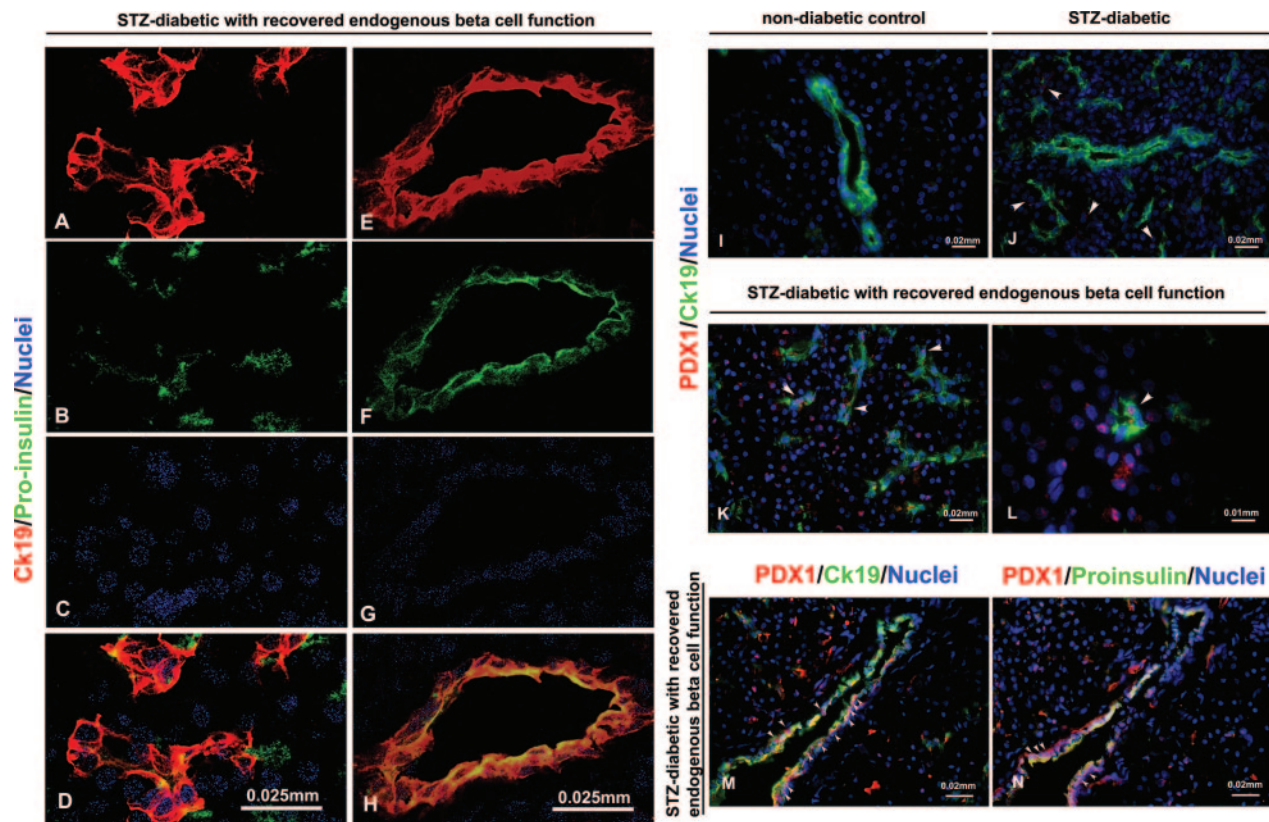 STZ-diabetic with recovered endogenous beta cell function
Ck19/Pro-insulin/Nuclei
A
E
B
F
C
G
D
0.025mm
H
0.025mm
non-diabetic control
STZ-diabetic
PDX1/Ck19/Nuclei
I
0.02mm
J
0.02mm
STZ-diabetic with recovered endogenous beta cell function
K
0.02mm
L
0.01mm
STZ-diabetic with recovered
endogenous beta cell function
PDX1/Ck19/Nuclei
PDX1/Proinsulin/Nuclei
M
0.02mm
N
0.02mm